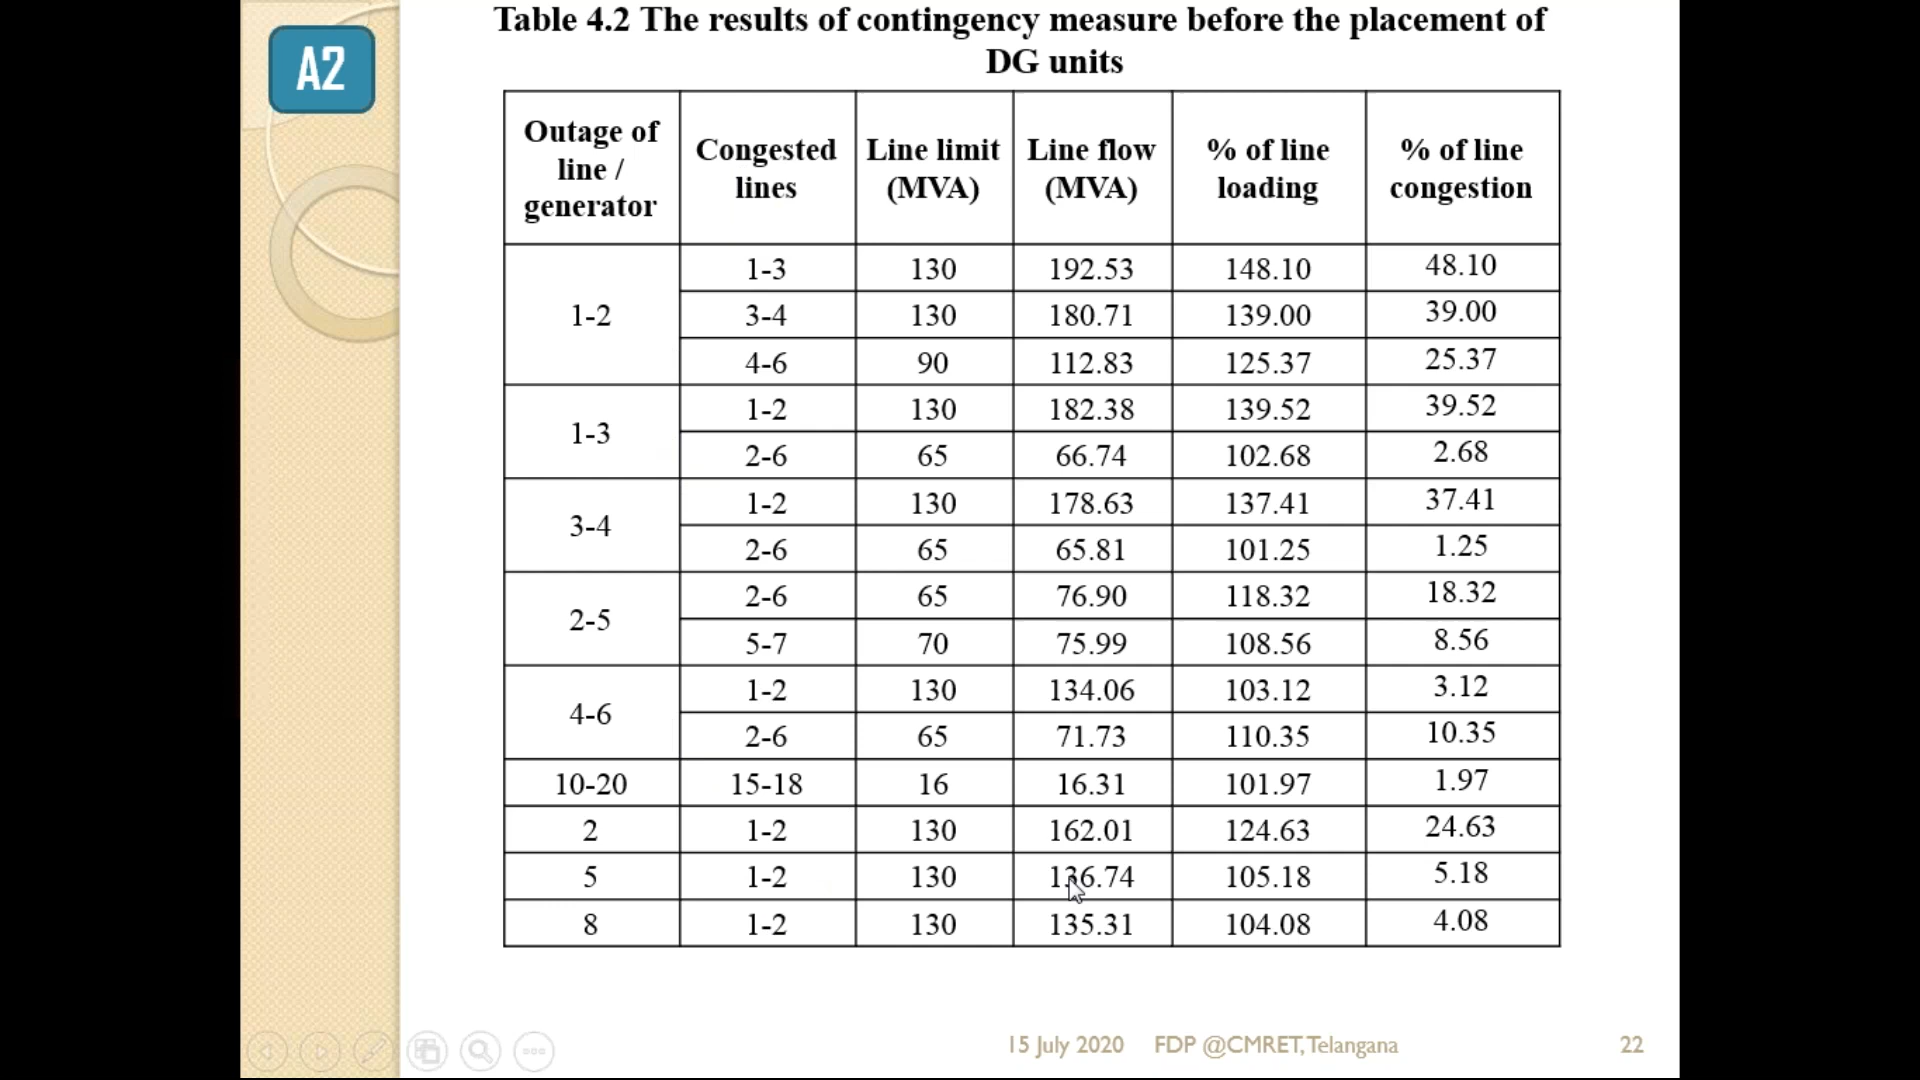 A2
Table 4.2 The results of contingency measure before the placement of
DG units
Outage of line / generator Congested lines Line limit (MVA) Line flow (MVA) % of line loading % of line congestion
1-2 1-3 130 192.53 148.10 48.10
3-4 130 180.71 139.00 39.00
4-6 90 112.83 125.37 25.37
1-3 1-2 130 182.38 139.52 39.52
2-6 65 66.74 102.68 2.68
3-4 1-2 130 178.63 137.41 37.41
2-6 65 65.81 101.25 1.25
2-5 2-6 65 76.90 118.32 18.32
5-7 70 75.99 108.56 8.56
4-6 1-2 130 134.06 103.12 3.12
2-6 65 71.73 110.35 10.35
10-20 15-18 16 16.31 101.97 1.97
2 1-2 130 162.01 124.63 24.63
5 1-2 130 136.74 105.18 5.18
8 1-2 130 135.31 104.08 4.08
15 July 2020 FDP @CMRET,Telangana 22